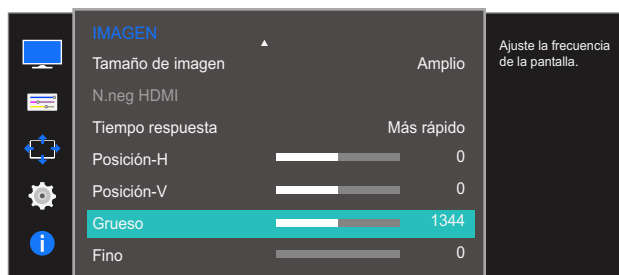 IMAGEN
Tamaño de imagen Amplio
N.neg HDMI
Tiempo respuesta Más rápido
Posición-H 0
Posición-V 0
Grueso 1344
Fino 0
Ajuste la frecuencia
de la pantalla.